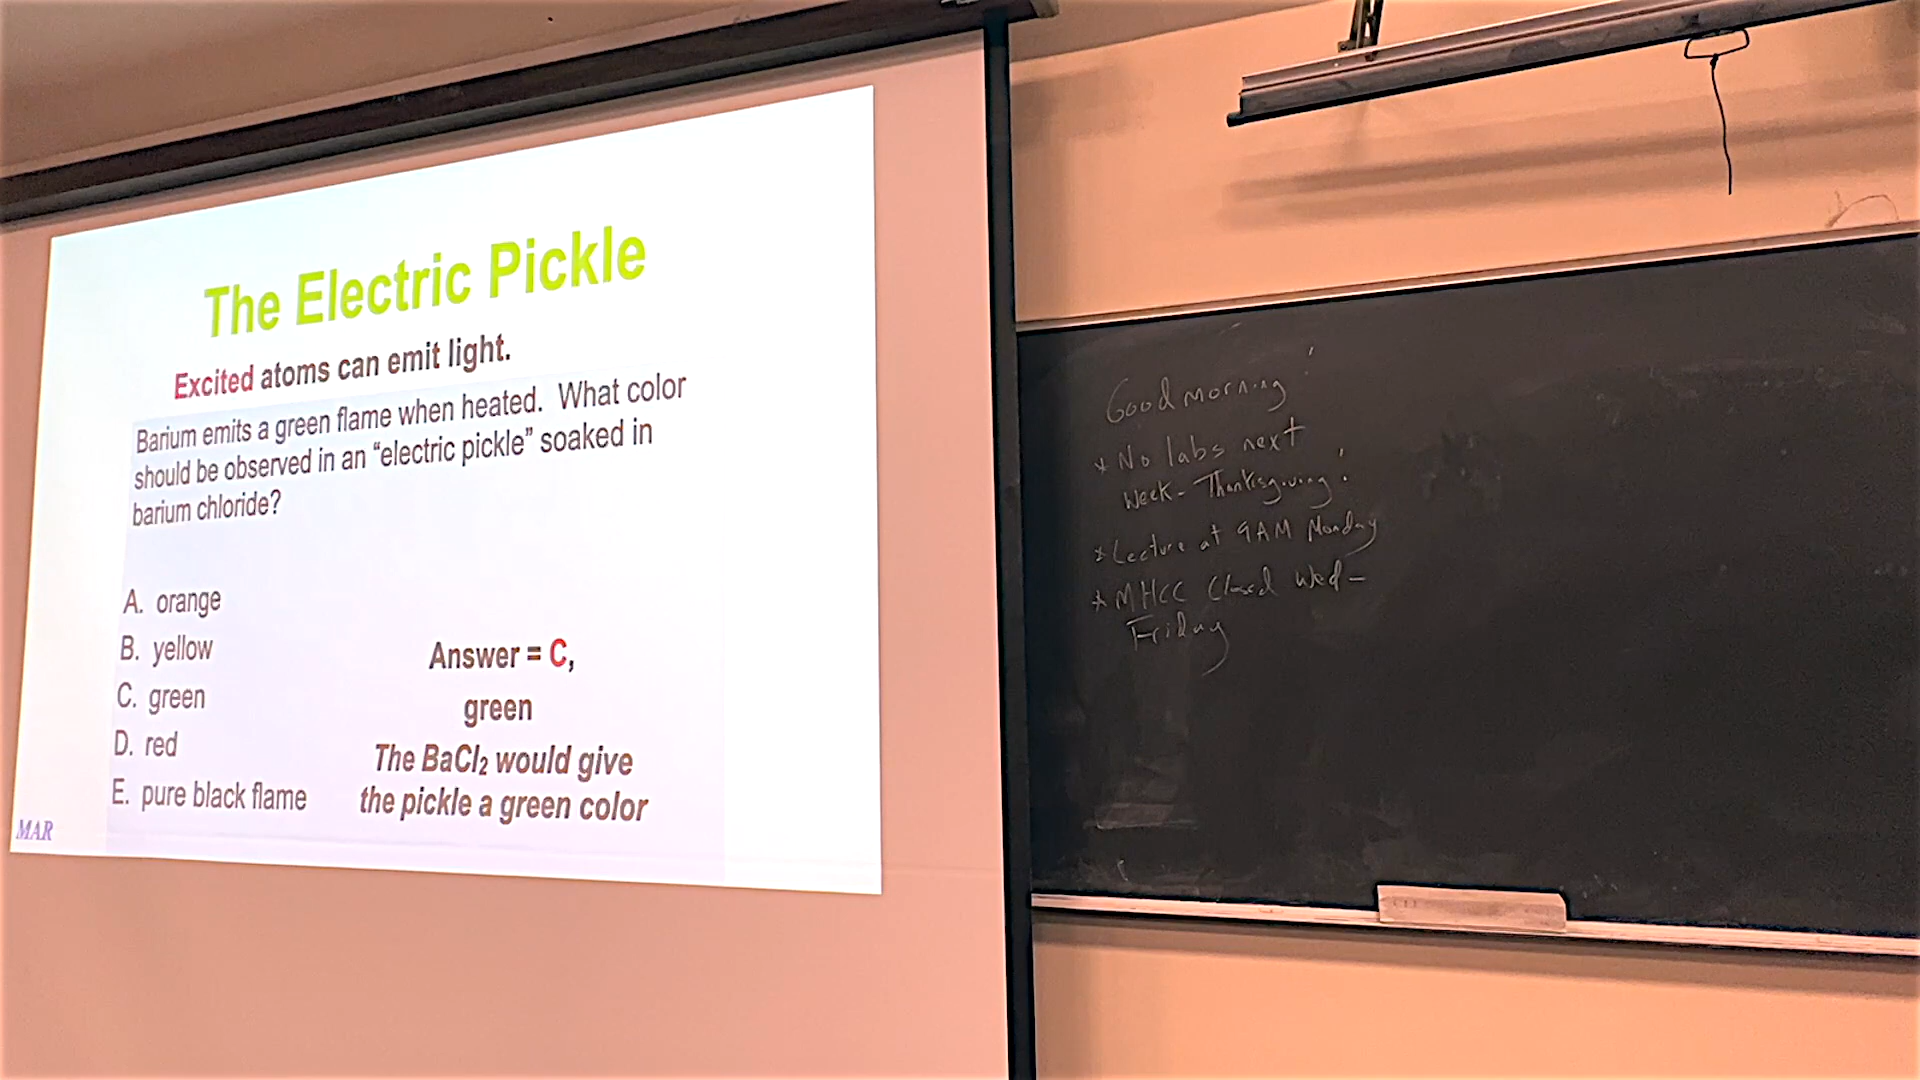 The Electric Pickle
Excited atoms can emit light.
Barium emits a green flame when heated. What color
should be observed in an “electric pickle” soaked in
barium chloride?
A. orange
B. yellow
C. green
D. red
E. pure black flame
Answer = C,
green
The BaCl₂ would give
the pickle a green color
MAR
Good morning!
* No labs next
week - Thanksgiving!
* Lecture at 9AM Monday
* MHCC Closed Wed -
Friday